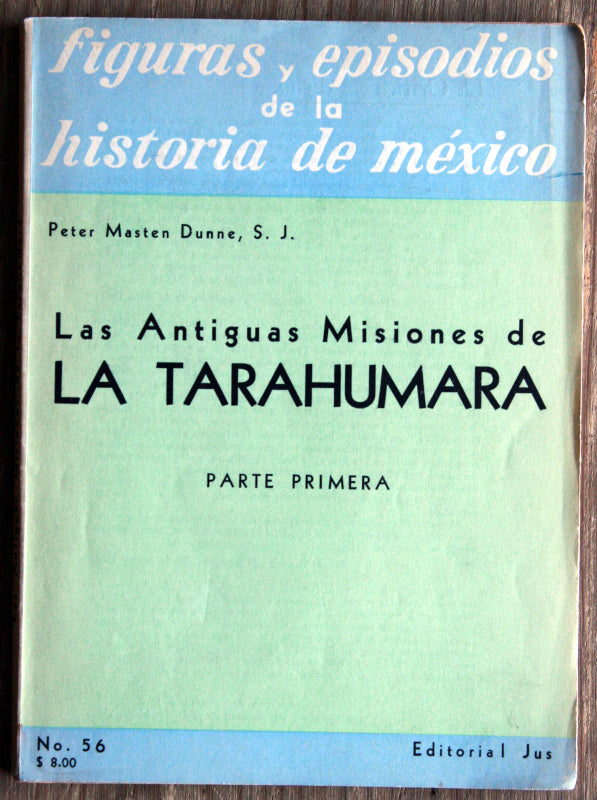 figuras y episodios
de la
historia de méxico
Peter Masten Dunne, S. J.
Las Antiguas Misiones de
LA TARAHUMARA
PARTE PRIMERA
No. 56
$ 8.00
Editorial Jus